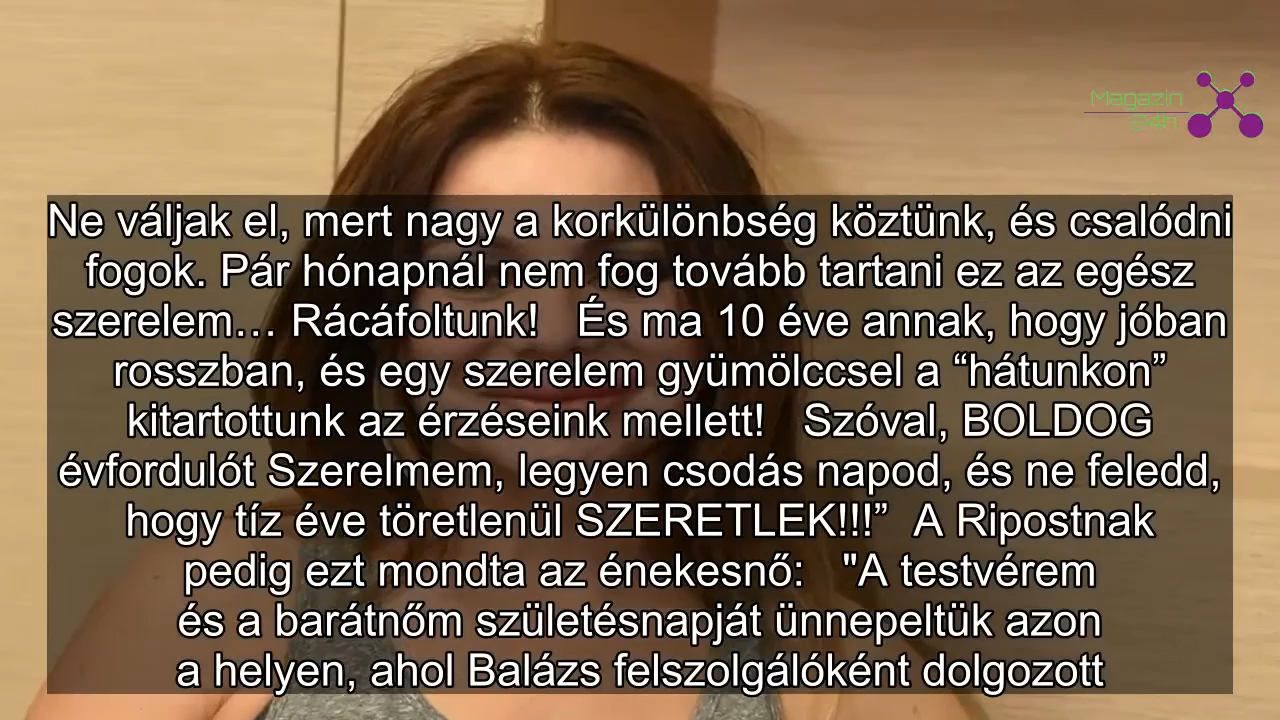 Magazin
24h
Ne váljak el, mert nagy a korkülönbség köztünk, és csalódni
fogok. Pár hónapnál nem fog tovább tartani ez az egész
szerelem… Rácáfoltunk!   És ma 10 éve annak, hogy jóban
rosszban, és egy szerelem gyümölccsel a “hátunkon”
kitartottunk az érzéseink mellett!   Szóval, BOLDOG
évfordulót Szerelmem, legyen csodás napod, és ne feledd,
hogy tíz éve töretlenül SZERETLEK!!!”  A Ripostnak
pedig ezt mondta az énekesnő:   "A testvérem
és a barátnőm születésnapját ünnepeltük azon
a helyen, ahol Balázs felszolgálóként dolgozott